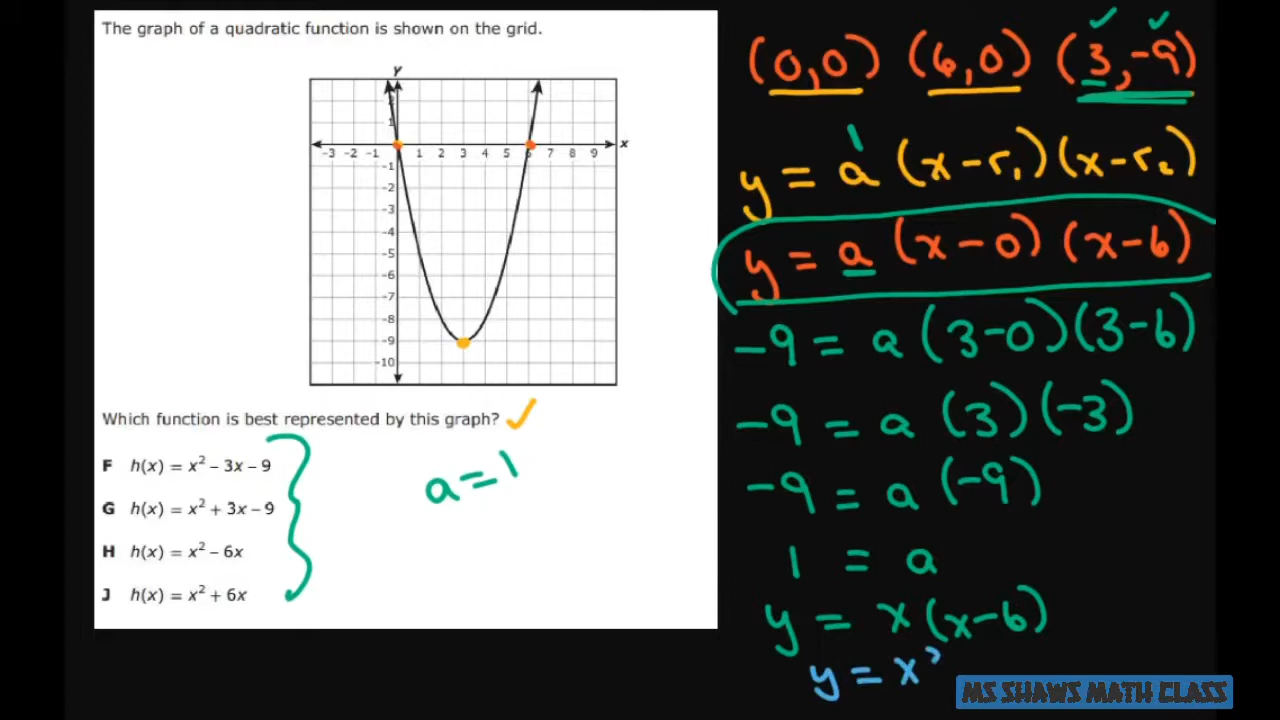 The graph of a quadratic function is shown on the grid.
y
1
-3 -2 -1 1 2 3 4 5 6 7 8 9 x
-1
-2
-3
-4
-5
-6
-7
-8
-9
-10
Which function is best represented by this graph? ✓
F h(x) = x² – 3x – 9
G h(x) = x² + 3x – 9
H h(x) = x² – 6x
J h(x) = x² + 6x
a = 1
(0,0) (6,0) (3,-9)
y = a (x - r₁)(x - r₂)
y = a (x - 0) (x - 6)
-9 = a (3 - 0)(3 - 6)
-9 = a (3)(-3)
-9 = a (-9)
1 = a
y = x (x - 6)
y = x²
MS SHAWS MATH CLASS